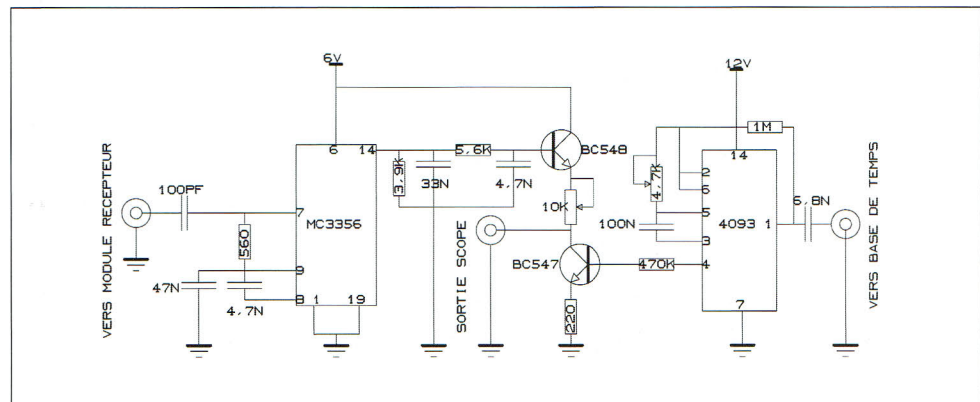 6V
12V
1M
14
5,6K
BC548
14
6
3,9K
33N
4,7N
4,7K
2
6
100PF
7
MC3356
10K
100N
5
3
4093
1
6,8N
560
9
BC547
470K
4
47N
4,7N
8
1
19
220
7
VERS MODULE RECEPTEUR
SORTIE SCOPE
VERS BASE DE TEMPS